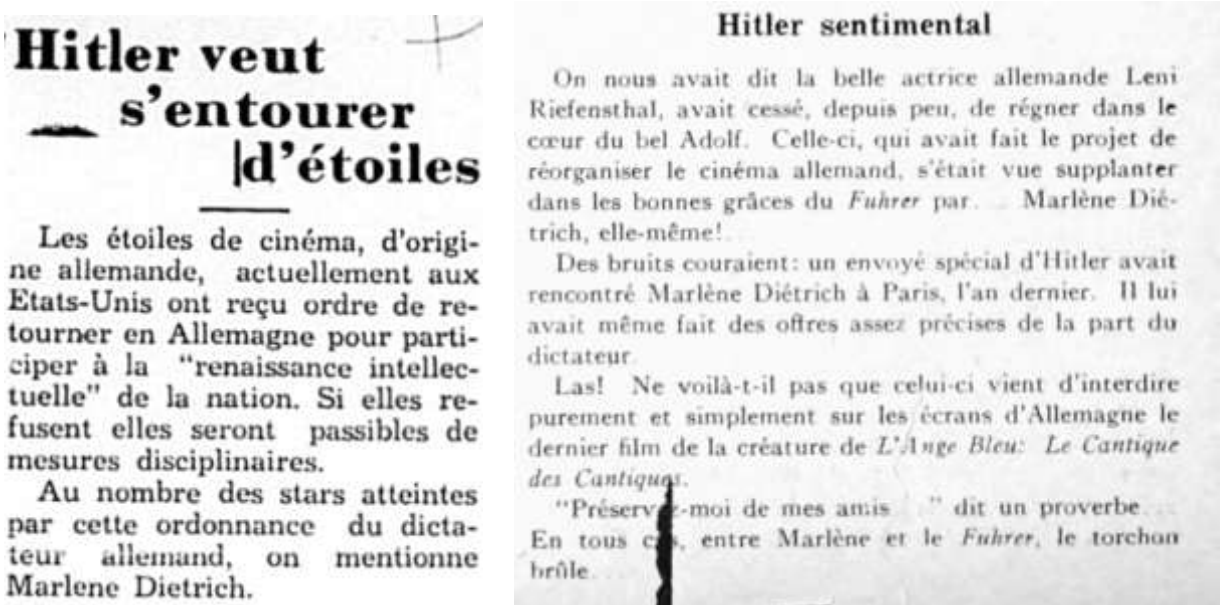 Hitler veut
s'entourer
d'étoiles
Les étoiles de cinéma, d'origi-
ne allemande, actuellement aux
Etats-Unis ont reçu ordre de re-
tourner en Allemagne pour parti-
ciper à la "renaissance intellec-
tuelle" de la nation. Si elles re-
fusent elles seront passibles de
mesures disciplinaires.
Au nombre des stars atteintes
par cette ordonnance du dicta-
teur allemand, on mentionne
Marlene Dietrich.
Hitler sentimental
On nous avait dit la belle actrice allemande Leni
Riefensthal, avait cessé, depuis peu, de régner dans le
cœur du bel Adolf. Celle-ci, qui avait fait le projet de
réorganiser le cinéma allemand, s'était vue supplanter
dans les bonnes grâces du Fuhrer par... Marlène Dié-
trich, elle-même!
Des bruits couraient: un envoyé spécial d'Hitler avait
rencontré Marlène Diétrich à Paris, l'an dernier. Il lui
avait même fait des offres assez précises de la part du
dictateur.
Las! Ne voilà-t-il pas que celui-ci vient d'interdire
purement et simplement sur les écrans d'Allemagne le
dernier film de la créature de L'Ange Bleu: Le Cantique
des Cantiques.
"Préservez-moi de mes amis..." dit un proverbe...
En tous cas, entre Marlène et le Fuhrer, le torchon
brûle...